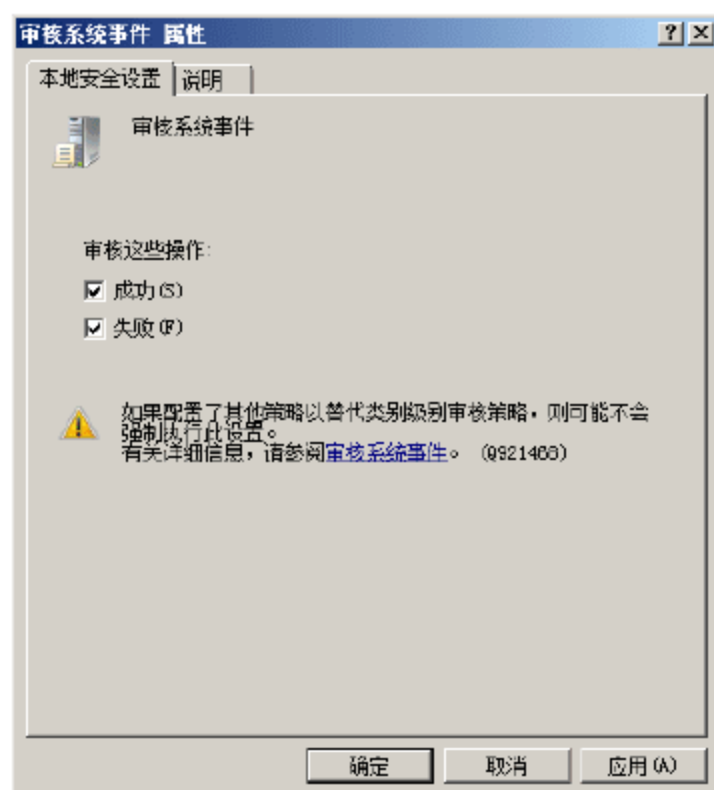 审核系统事件 属性
本地安全设置
说明
审核系统事件
审核这些操作:
成功(S)
失败(F)
如果配置了其他策略以替代类别级别审核策略，则可能不会
强制执行此设置。
有关详细信息，请参阅审核系统事件。 (Q921468)
确定
取消
应用(A)